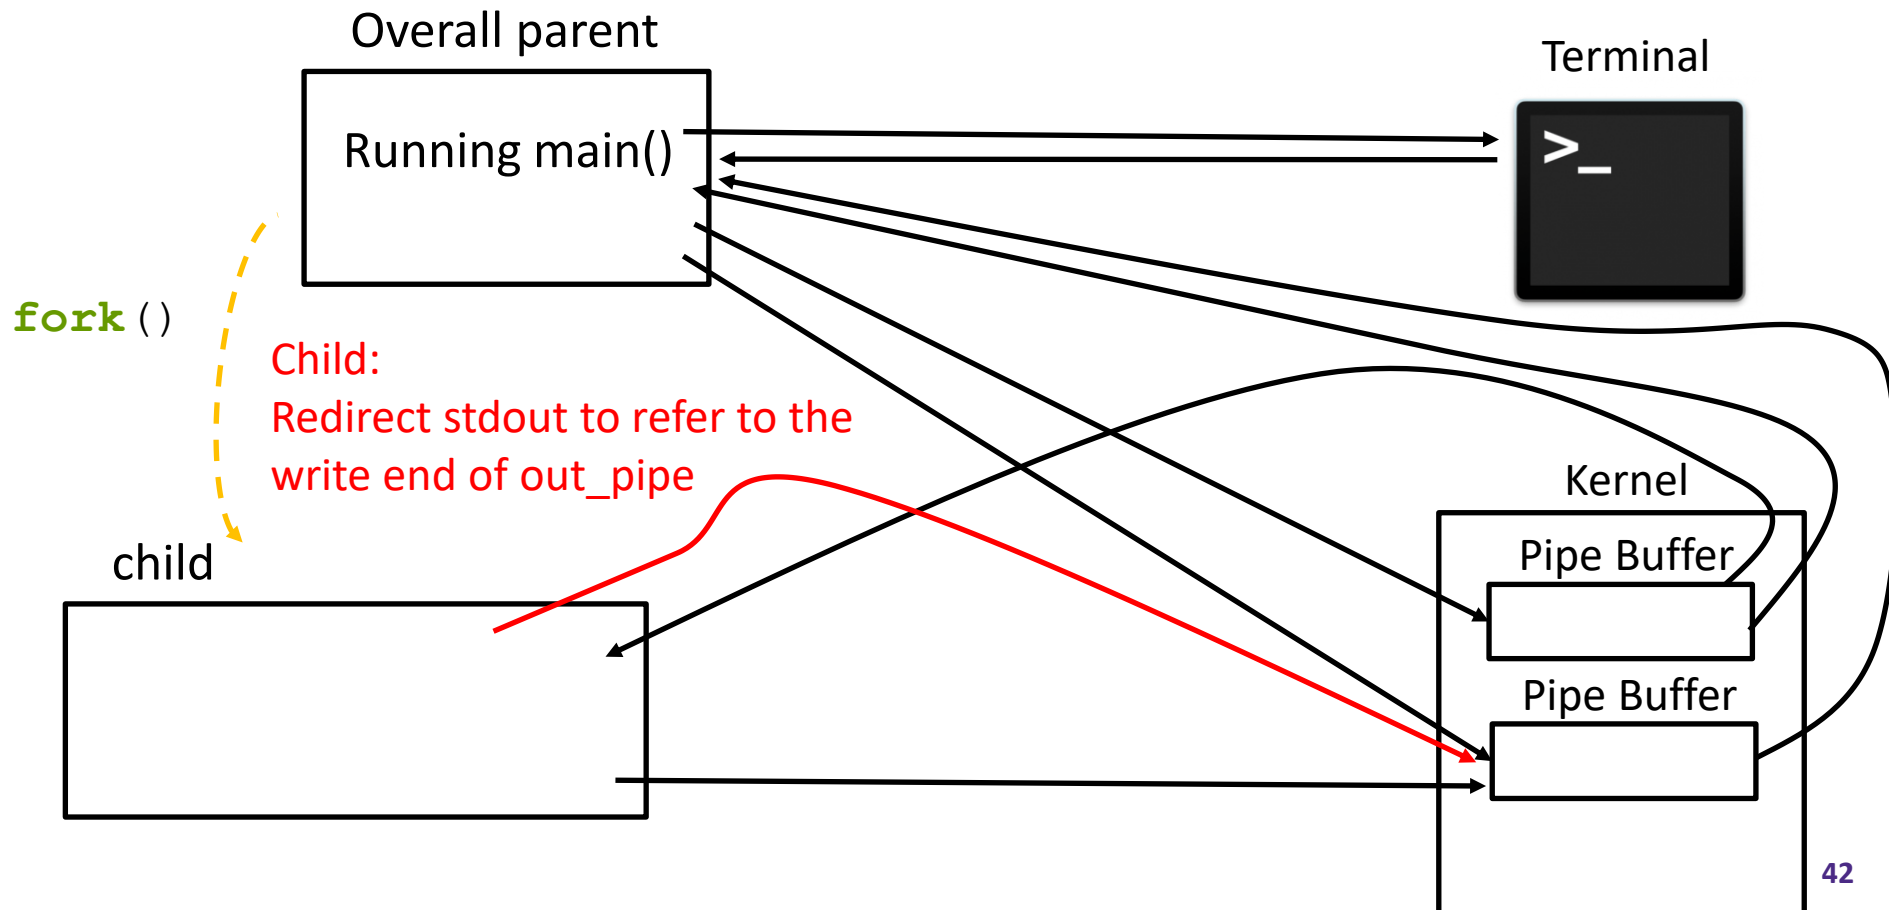 Overall parent
Terminal
Running main()
>_
fork()
Child:
Redirect stdout to refer to the
write end of out_pipe
Kernel
child
Pipe Buffer
Pipe Buffer
42